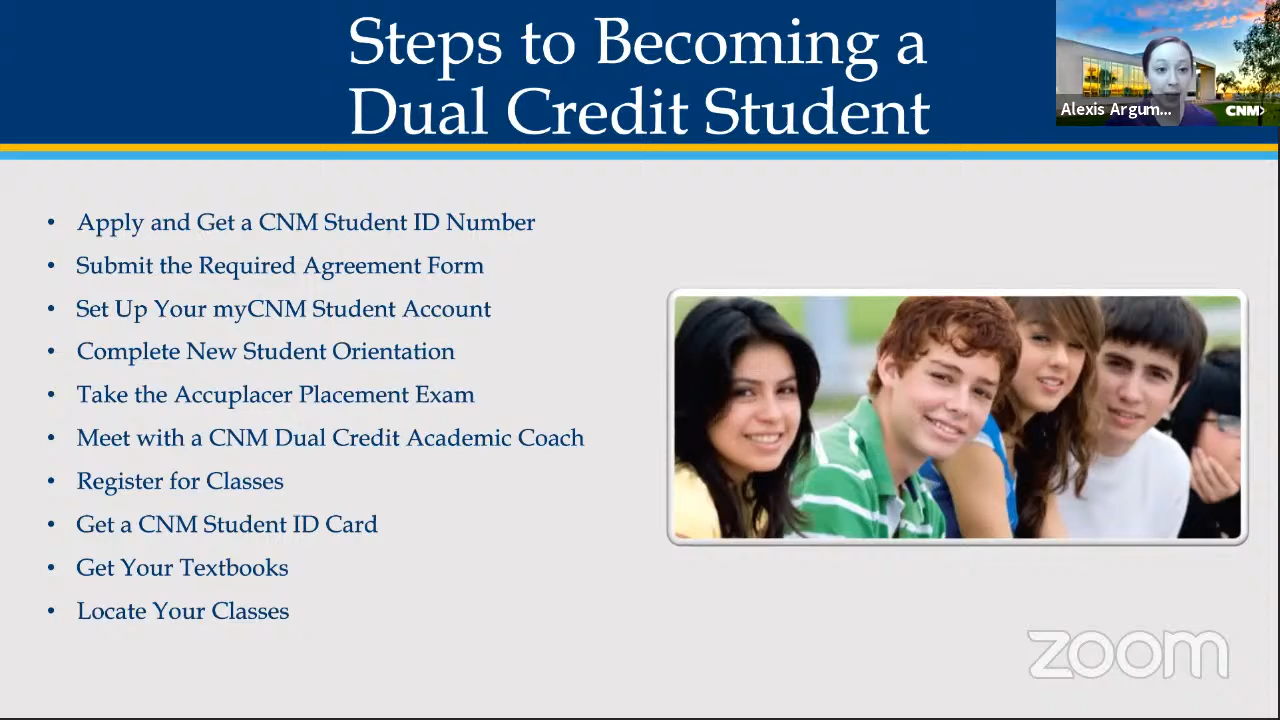 Steps to Becoming a
Dual Credit Student
Alexis Argum...
CNM
• Apply and Get a CNM Student ID Number
• Submit the Required Agreement Form
• Set Up Your myCNM Student Account
• Complete New Student Orientation
• Take the Accuplacer Placement Exam
• Meet with a CNM Dual Credit Academic Coach
• Register for Classes
• Get a CNM Student ID Card
• Get Your Textbooks
• Locate Your Classes
zoom